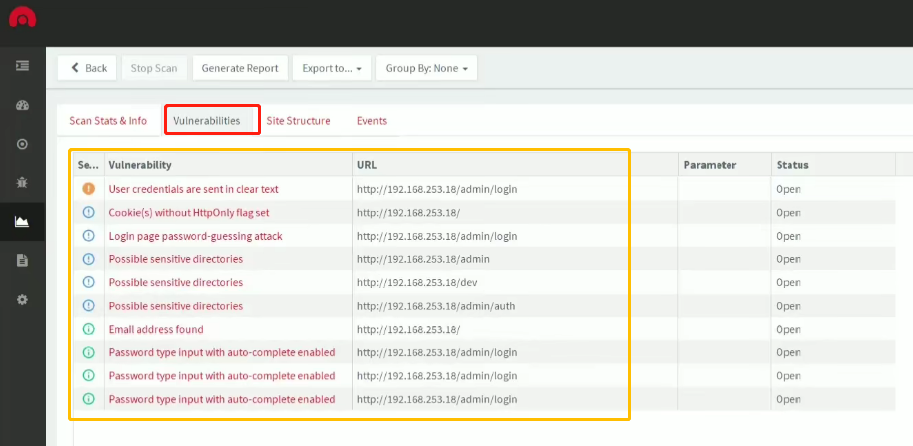 Back Stop Scan Generate Report Export to... Group By: None
Scan Stats & Info Vulnerabilities Site Structure Events
Se... Vulnerability URL Parameter Status
User credentials are sent in clear text http://192.168.253.18/admin/login Open
Cookie(s) without HttpOnly flag set http://192.168.253.18/ Open
Login page password-guessing attack http://192.168.253.18/admin/login Open
Possible sensitive directories http://192.168.253.18/admin Open
Possible sensitive directories http://192.168.253.18/dev Open
Possible sensitive directories http://192.168.253.18/admin/auth Open
Email address found http://192.168.253.18/ Open
Password type input with auto-complete enabled http://192.168.253.18/admin/login Open
Password type input with auto-complete enabled http://192.168.253.18/admin/login Open
Password type input with auto-complete enabled http://192.168.253.18/admin/login Open